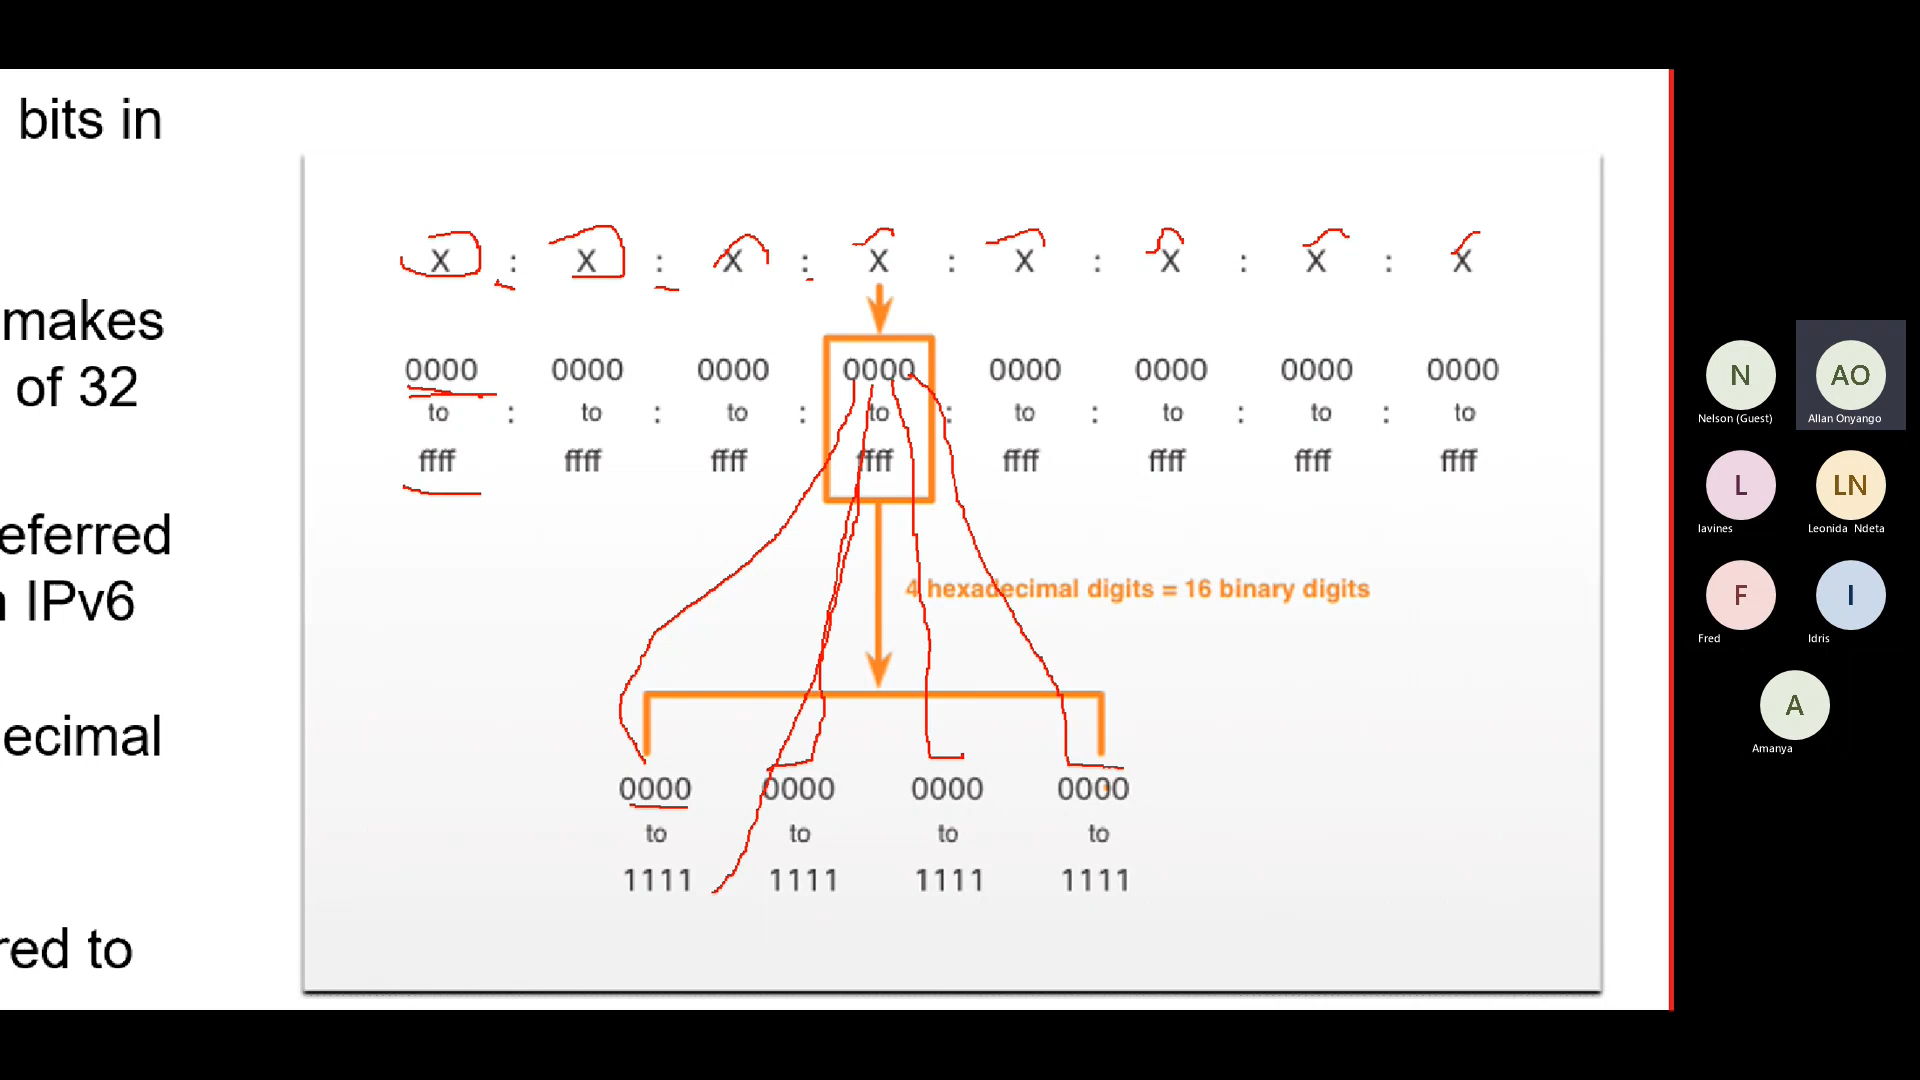 bits in
makes
of 32
eferred
IPv6
ecimal
red to
X : X : X : X : X : X : X : X
0000 0000 0000 0000 0000 0000 0000 0000
to : to : to : to : to : to : to : to
ffff ffff ffff ffff ffff ffff ffff ffff
4 hexadecimal digits = 16 binary digits
0000 0000 0000 0000
to to to to
1111 1111 1111 1111
N AO
Nelson (Guest) Allan Onyango
L LN
lavines Leonida Ndeta
F I
Fred Idris
A
Amanya